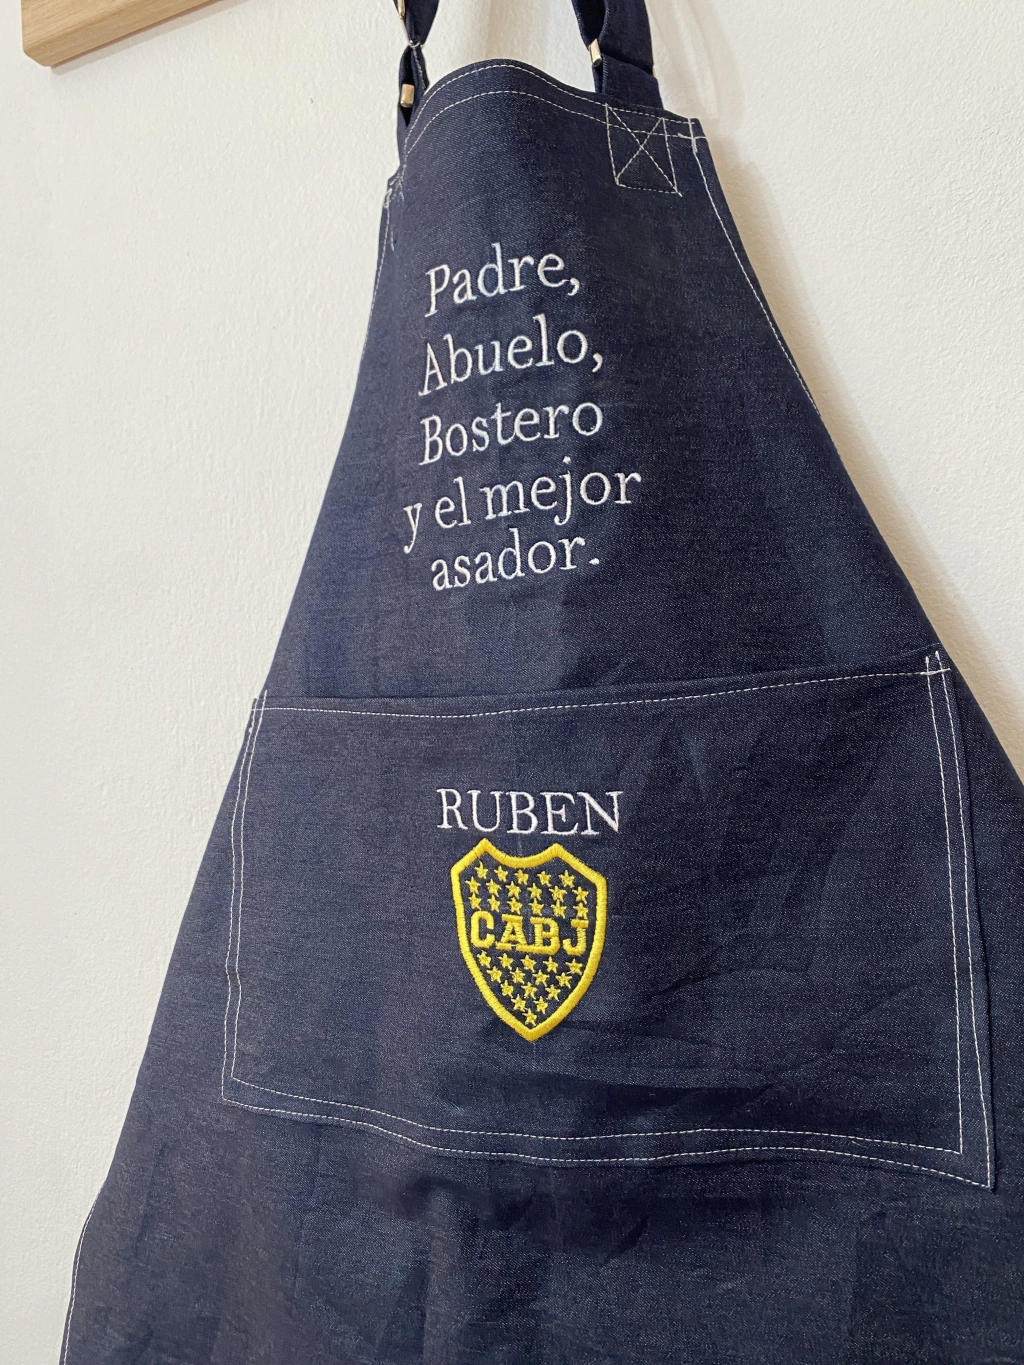 Padre,
Abuelo,
Bostero
y el mejor
asador.
RUBEN
CABJ